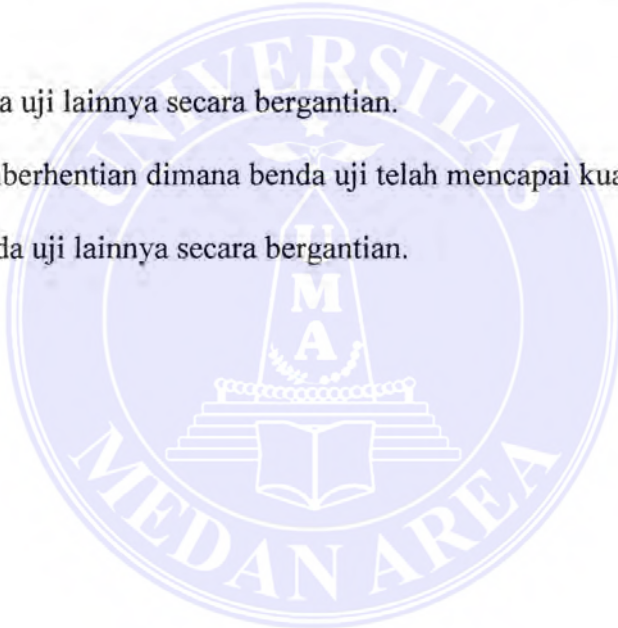 a uji lainnya secara bergantian.
berhentian dimana benda uji telah mencapai kua
da uji lainnya secara bergantian.
UNIVERSITAS
UMA
MEDAN AREA